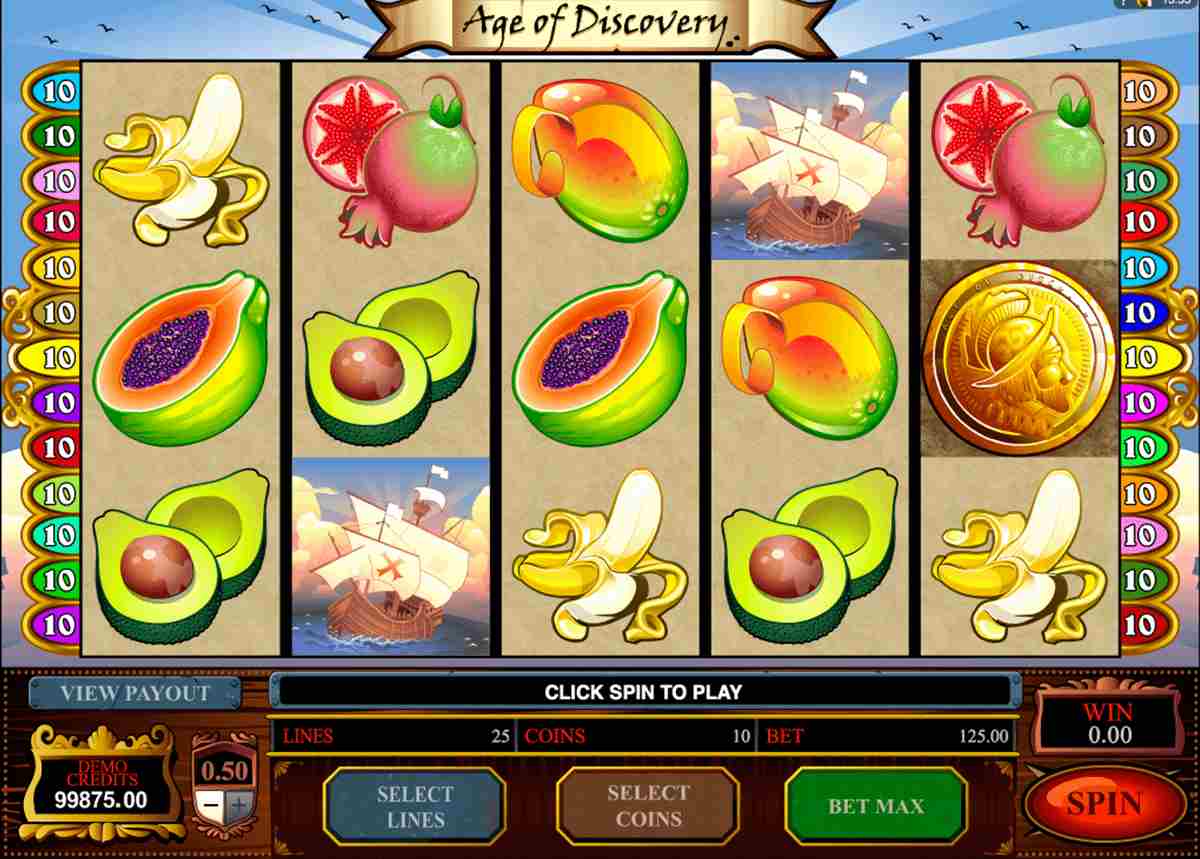 Age of Discovery
10 10
10 10
10 10
10 10
10 10
10 10
10 10
10 10
10 10
10 10
10 10
10 10
10 10
VIEW PAYOUT
CLICK SPIN TO PLAY
WIN
0.00
LINES 25 COINS 10 BET 125.00
DEMO
CREDITS
99875.00
0.50
− +
SELECT
LINES
SELECT
COINS
BET MAX
SPIN